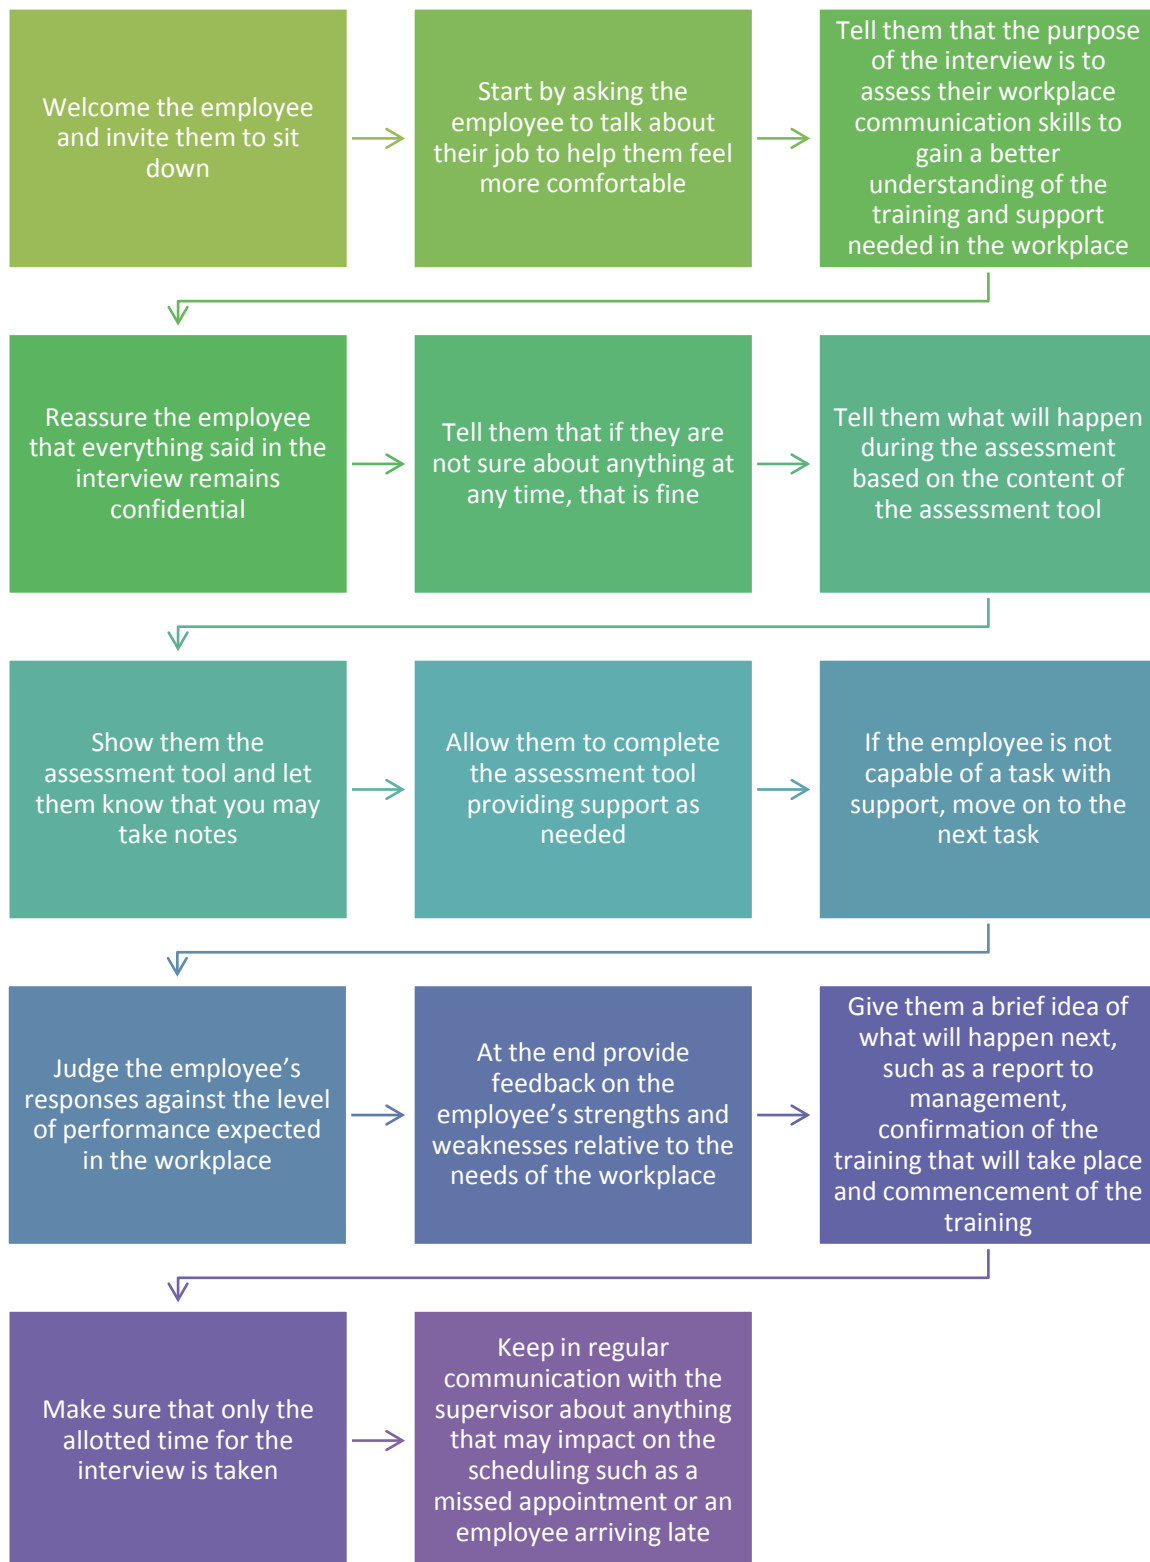 Welcome the employee
and invite them to sit
down
Start by asking the
employee to talk about
their job to help them feel
more comfortable
Tell them that the purpose
of the interview is to
assess their workplace
communication skills to
gain a better
understanding of the
training and support
needed in the workplace
Reassure the employee
that everything said in the
interview remains
confidential
Tell them that if they are
not sure about anything at
any time, that is fine
Tell them what will happen
during the assessment
based on the content of
the assessment tool
Show them the
assessment tool and let
them know that you may
take notes
Allow them to complete
the assessment tool
providing support as
needed
If the employee is not
capable of a task with
support, move on to the
next task
Judge the employee’s
responses against the level
of performance expected
in the workplace
At the end provide
feedback on the
employee’s strengths and
weaknesses relative to the
needs of the workplace
Give them a brief idea of
what will happen next,
such as a report to
management,
confirmation of the
training that will take place
and commencement of the
training
Make sure that only the
allotted time for the
interview is taken
Keep in regular
communication with the
supervisor about anything
that may impact on the
scheduling such as a
missed appointment or an
employee arriving late